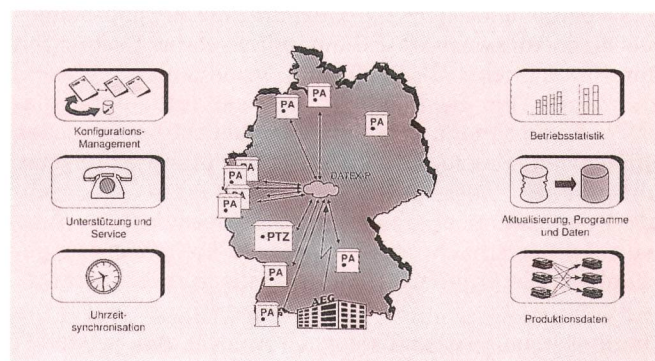 Konfigurations-
Management
Unterstützung und
Service
Uhrzeit-
synchronisation
PA
PA
PA
PA
PA
PA
PA
DATEX-P
PTZ
PA
PA
PA
AEG
Betriebsstatistik
Aktualisierung, Programme
und Daten
Produktionsdaten